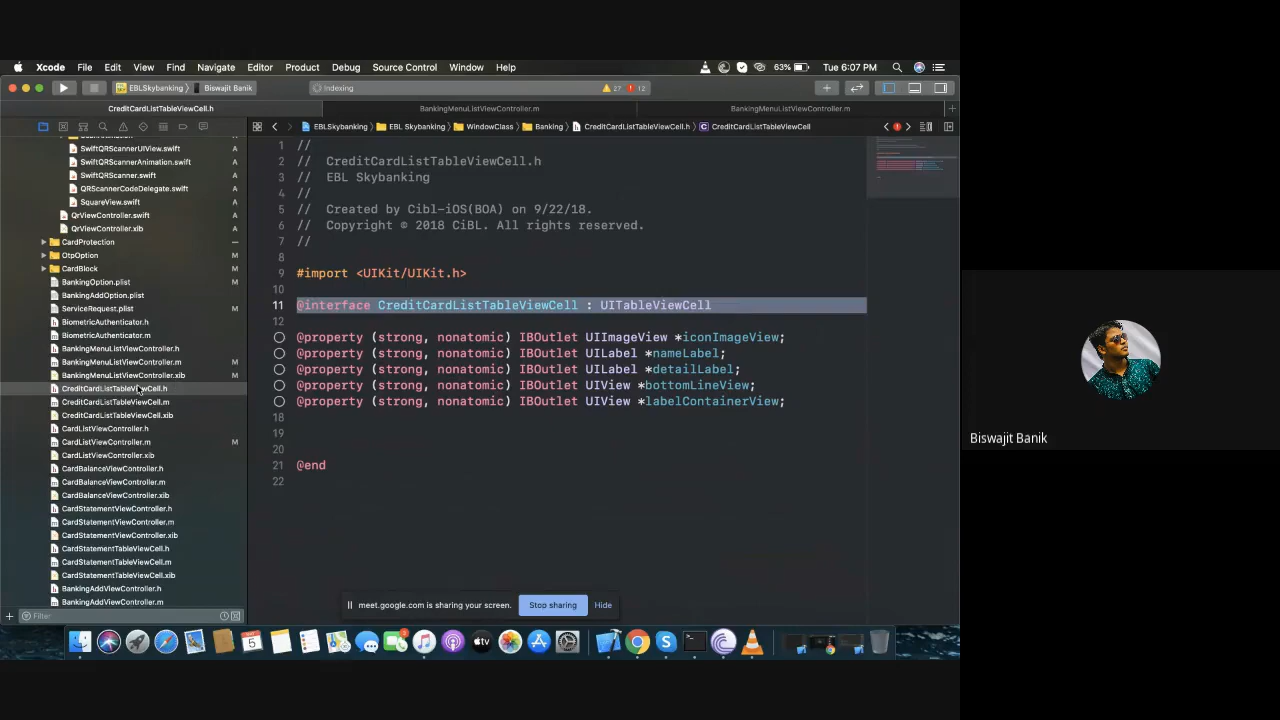 Xcode File Edit View Find Navigate Editor Product Debug Source Control Window Help 63% Tue 6:07 PM
EBLSkybanking Biswajit Banik Indexing 27 12
CreditCardListTableViewCell.h BankingMenuListViewController.m BankingMenuListViewController.m
EBLSkybanking EBL Skybanking WindowClass Banking CreditCardListTableViewCell.h CreditCardListTableViewCell
SwiftQRScannerUIView.swift A
SwiftQRScannerAnimation.swift A
SwiftQRScanner.swift A
QRScannerCodeDelegate.swift A
SquareView.swift A
QrViewController.swift A
QrViewController.xib A
CardProtection
OtpOption M
CardBlock M
BankingOption.plist M
BankingAddOption.plist
ServiceRequest.plist M
BiometricAuthenticator.h
BiometricAuthenticator.m
BankingMenuListViewController.h
BankingMenuListViewController.m M
BankingMenuListViewController.xib M
CreditCardListTableViewCell.h
CreditCardListTableViewCell.m
CreditCardListTableViewCell.xib
CardListViewController.h
CardListViewController.m M
CardListViewController.xib
CardBalanceViewController.h
CardBalanceViewController.m
CardBalanceViewController.xib
CardStatementViewController.h
CardStatementViewController.m
CardStatementViewController.xib
CardStatementTableViewCell.h
CardStatementTableViewCell.m
CardStatementTableViewCell.xib
BankingAddViewController.h
BankingAddViewController.m
Filter
1 //
2 // CreditCardListTableViewCell.h
3 // EBL Skybanking
4 //
5 // Created by Cibl-iOS(BOA) on 9/22/18.
6 // Copyright © 2018 CiBL. All rights reserved.
7 //
8
9 #import <UIKit/UIKit.h>
10
11 @interface CreditCardListTableViewCell : UITableViewCell
12
@property (strong, nonatomic) IBOutlet UIImageView *iconImageView;
@property (strong, nonatomic) IBOutlet UILabel *nameLabel;
@property (strong, nonatomic) IBOutlet UILabel *detailLabel;
@property (strong, nonatomic) IBOutlet UIView *bottomLineView;
@property (strong, nonatomic) IBOutlet UIView *labelContainerView;
18
19
20
21 @end
22
meet.google.com is sharing your screen. Stop sharing Hide
Biswajit Banik